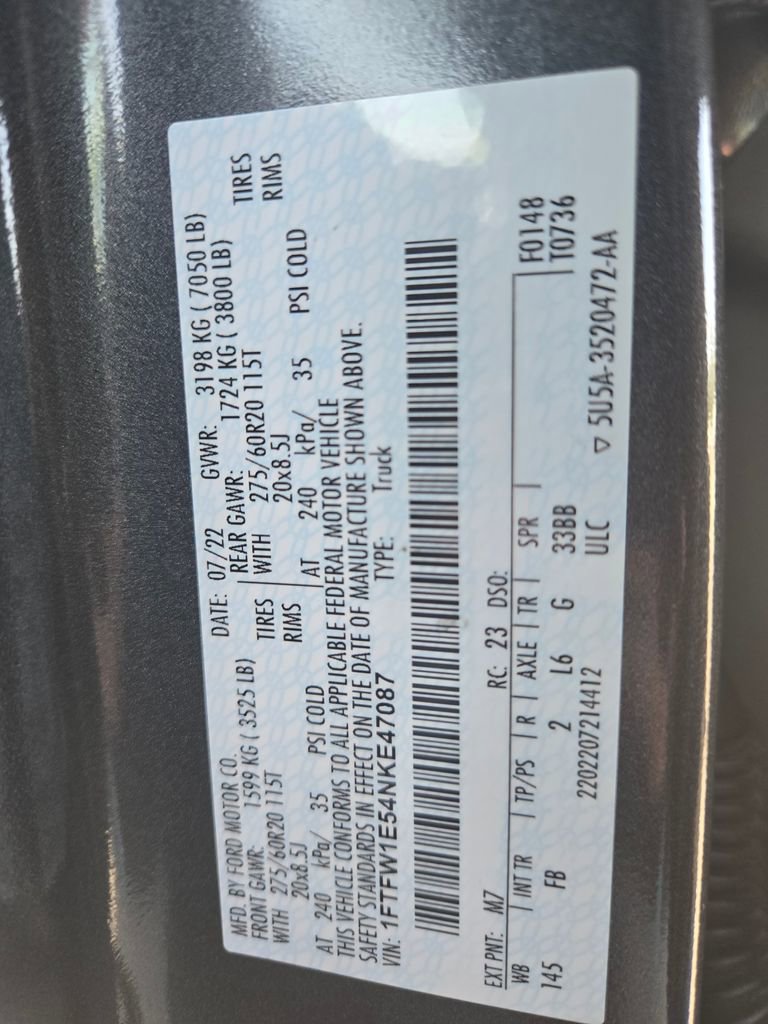 MFD. BY FORD MOTOR CO. DATE: 07/22 GVWR: 3198 KG ( 7050 LB)
FRONT GAWR: 1599 KG ( 3525 LB) REAR GAWR: 1724 KG ( 3800 LB)
WITH 275/60R20 115T TIRES WITH 275/60R20 115T TIRES
20x8.5J RIMS 20x8.5J RIMS
AT 240 kPa/ 35 PSI COLD AT 240 kPa/ 35 PSI COLD
THIS VEHICLE CONFORMS TO ALL APPLICABLE FEDERAL MOTOR VEHICLE
SAFETY STANDARDS IN EFFECT ON THE DATE OF MANUFACTURE SHOWN ABOVE.
VIN: 1FTFW1E54NKE47087 TYPE: Truck
EXT PNT: M7 RC: 23 DSO: F0148
WB | INT TR | TP/PS | R | AXLE | TR | SPR | T0736
145 FB 2 L6 G 33BB
2202207214412 ULC ▽ 5U5A-3520472-AA